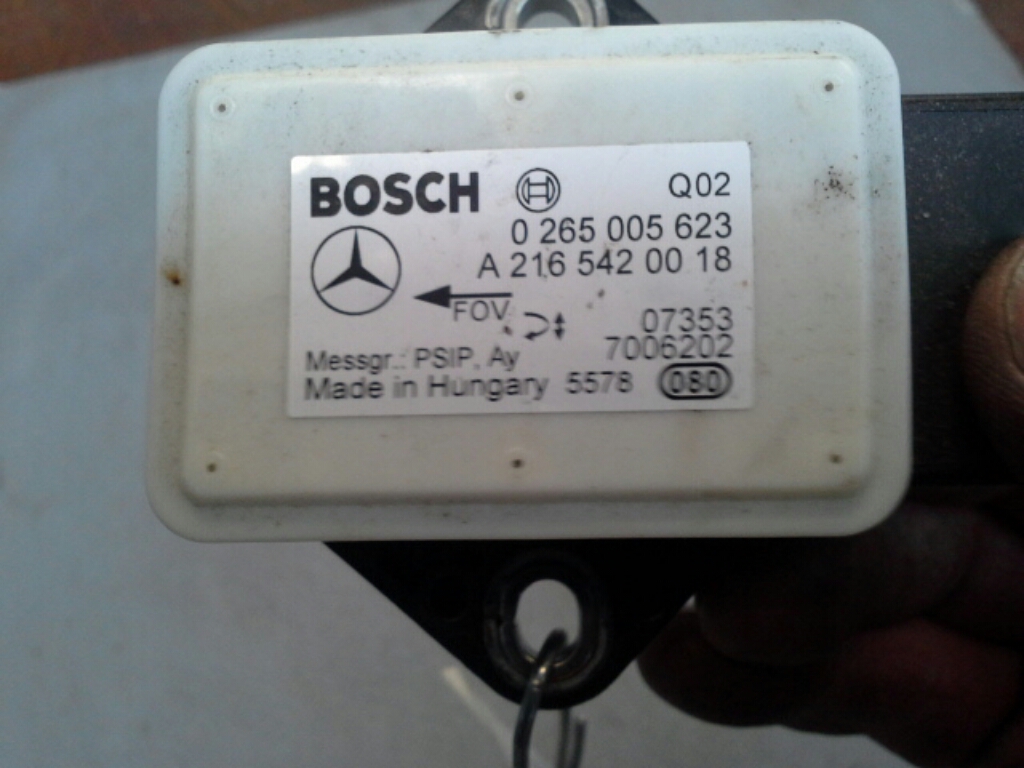 BOSCH Q02
0 265 005 623
A 216 542 00 18
FOV
07353
7006202
Messgr.: PSIP, Ay
Made in Hungary 5578 080